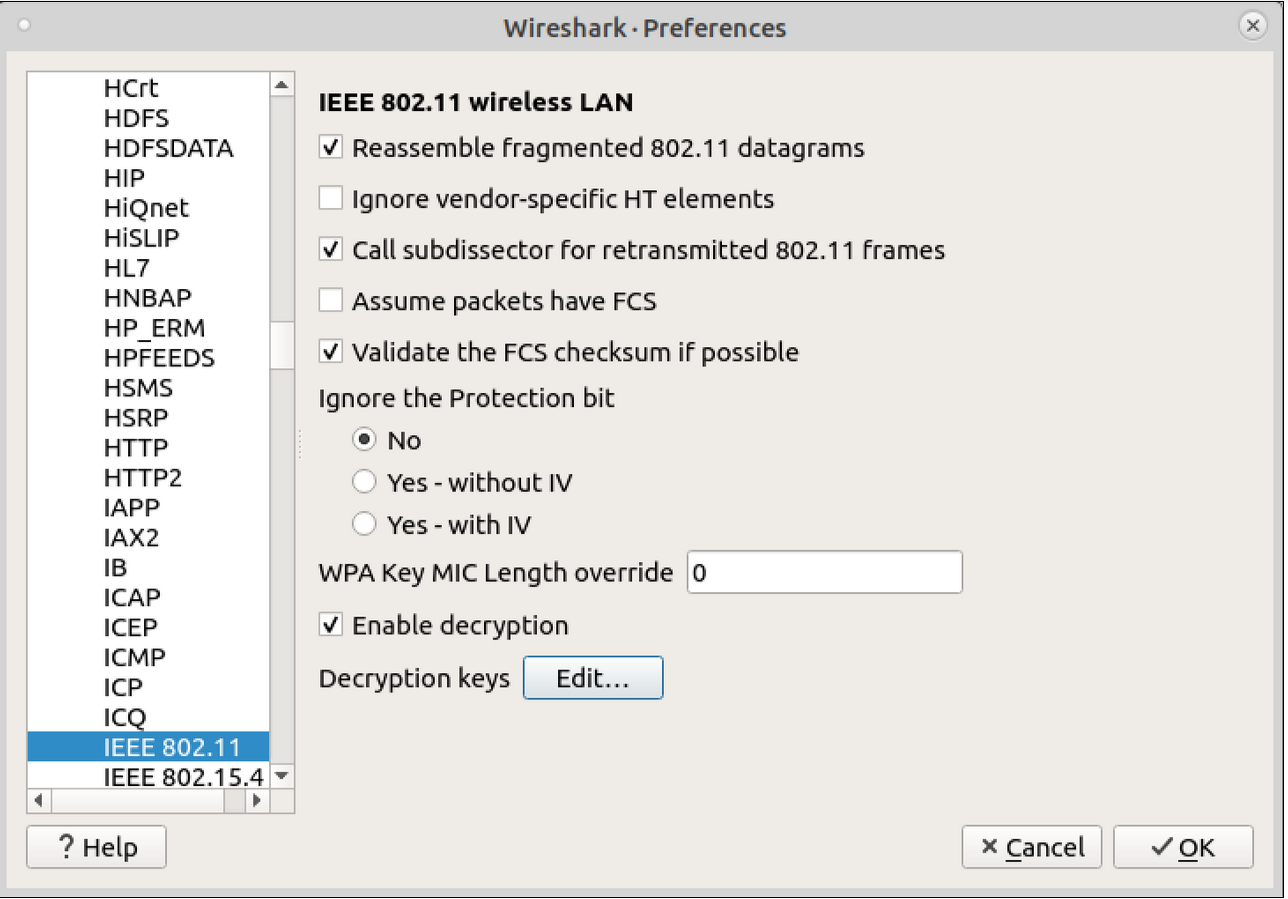 Wireshark · Preferences
HCrt
HDFS
HDFSDATA
HIP
HiQnet
HiSLIP
HL7
HNBAP
HP_ERM
HPFEEDS
HSMS
HSRP
HTTP
HTTP2
IAPP
IAX2
IB
ICAP
ICEP
ICMP
ICP
ICQ
IEEE 802.11
IEEE 802.15.4
IEEE 802.11 wireless LAN
Reassemble fragmented 802.11 datagrams
Ignore vendor-specific HT elements
Call subdissector for retransmitted 802.11 frames
Assume packets have FCS
Validate the FCS checksum if possible
Ignore the Protection bit
No
Yes - without IV
Yes - with IV
WPA Key MIC Length override 0
Enable decryption
Decryption keys Edit...
? Help
Cancel
OK